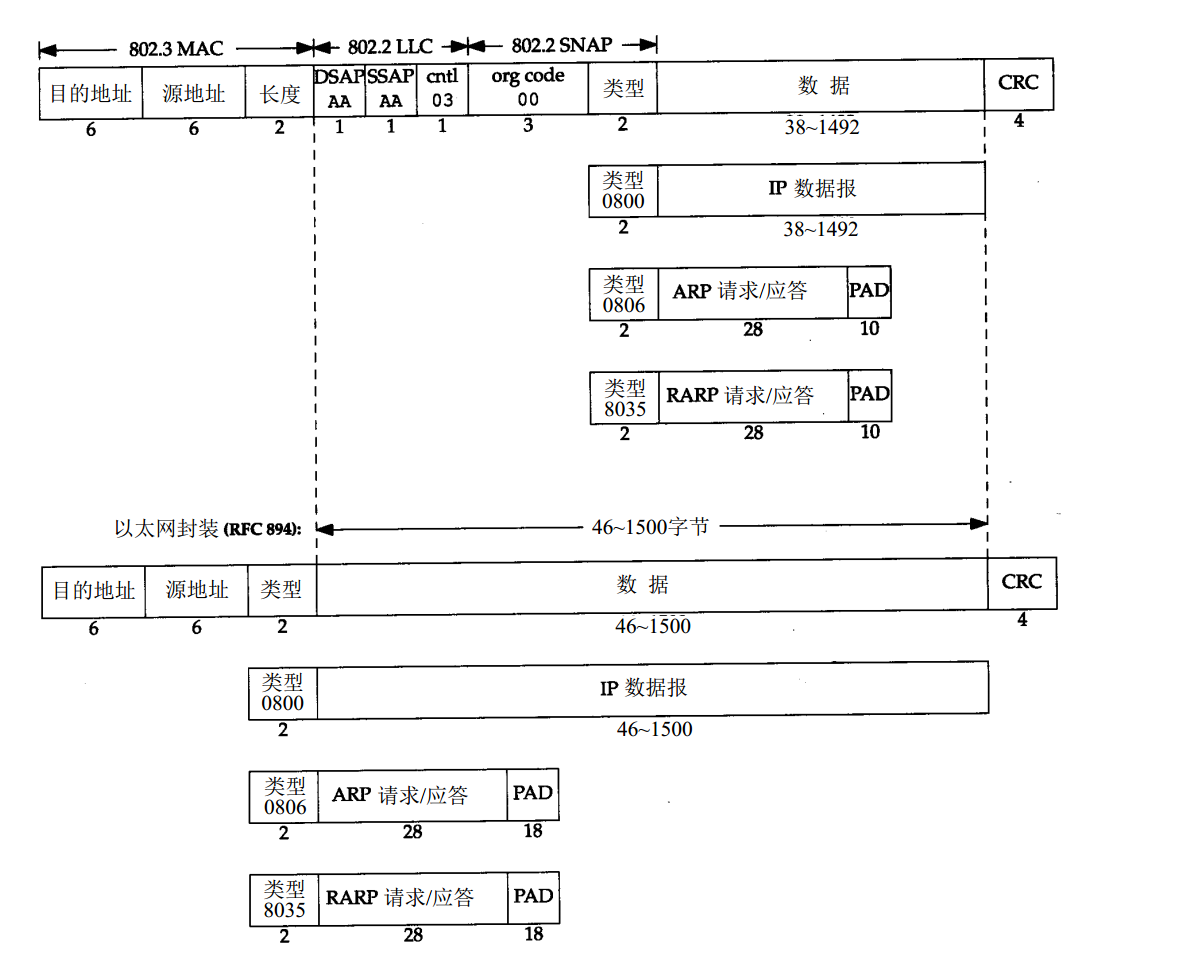 802.3 MAC 802.2 LLC 802.2 SNAP
目的地址 源地址 长度 DSAP AA SSAP AA cntl 03 org code 00 类型 数 据 CRC
6 6 2 1 1 1 3 2 38~1492 4
类型 0800 IP 数据报
2 38~1492
类型 0806 ARP 请求/应答 PAD
2 28 10
类型 8035 RARP 请求/应答 PAD
2 28 10
以太网封装 (RFC 894): 46~1500字节
目的地址 源地址 类型 数 据 CRC
6 6 2 46~1500 4
类型 0800 IP 数据报
2 46~1500
类型 0806 ARP 请求/应答 PAD
2 28 18
类型 8035 RARP 请求/应答 PAD
2 28 18